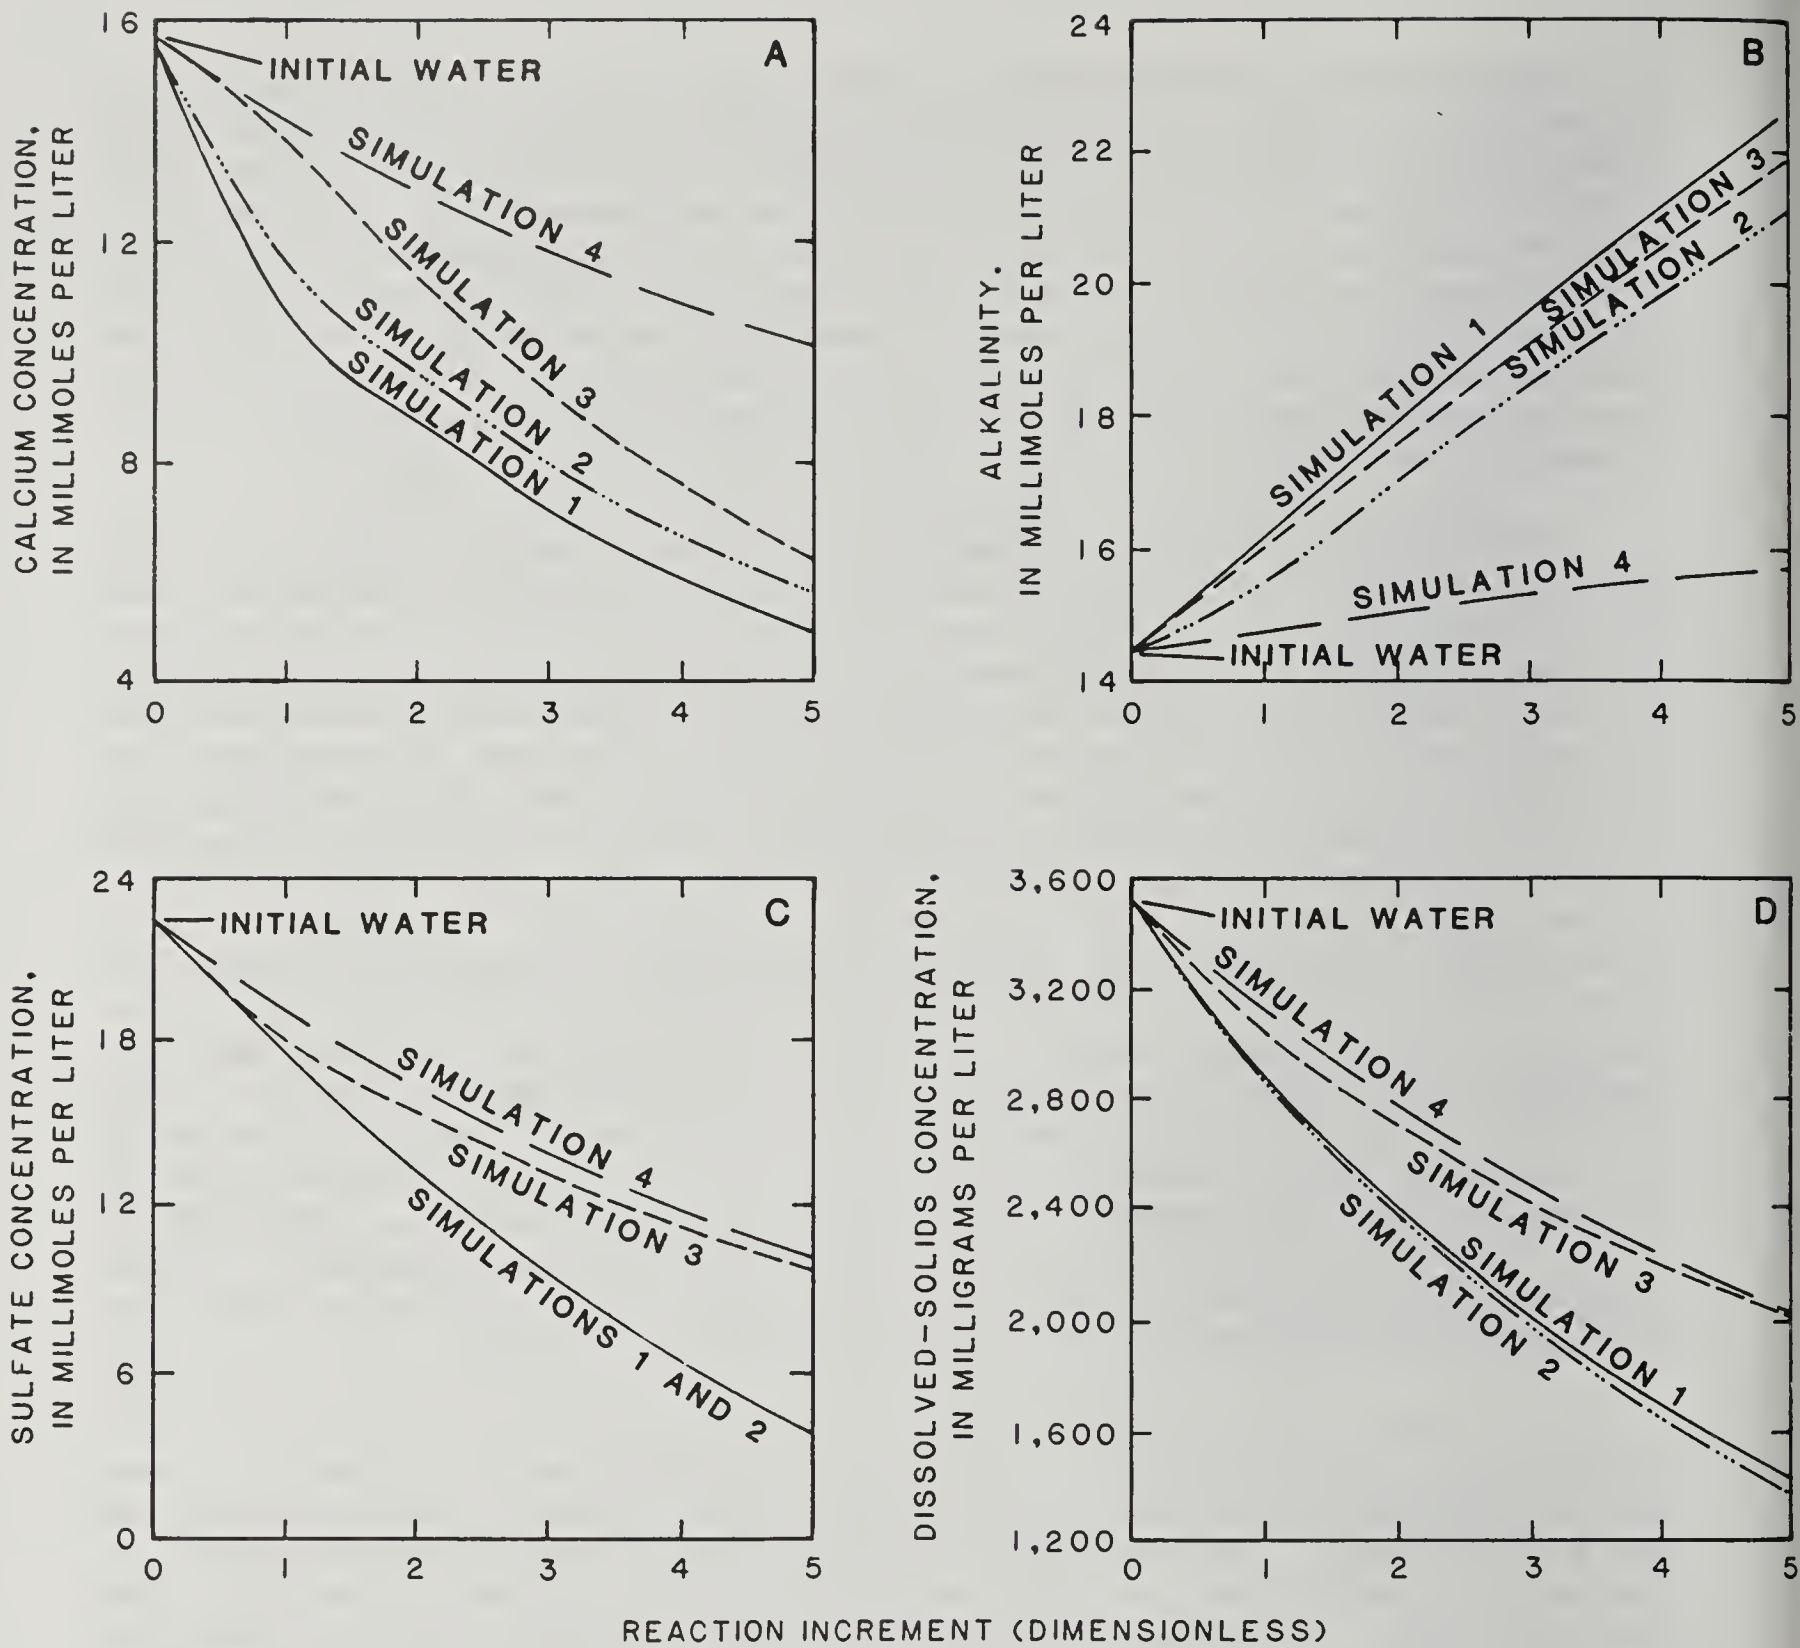 CALCIUM CONCENTRATION,
IN MILLIMOLES PER LITER
16
12
8
4
0 1 2 3 4 5
A
INITIAL WATER
SIMULATION 4
SIMULATION 3
SIMULATION 2
SIMULATION 1
ALKALINITY,
IN MILLIMOLES PER LITER
24
22
20
18
16
14
0 1 2 3 4 5
B
SIMULATION 1
SIMULATION 3
SIMULATION 2
SIMULATION 4
INITIAL WATER
SULFATE CONCENTRATION,
IN MILLIMOLES PER LITER
24
18
12
6
0
0 1 2 3 4 5
C
INITIAL WATER
SIMULATION 4
SIMULATION 3
SIMULATIONS 1 AND 2
DISSOLVED-SOLIDS CONCENTRATION,
IN MILLIGRAMS PER LITER
3,600
3,200
2,800
2,400
2,000
1,600
1,200
0 1 2 3 4 5
D
INITIAL WATER
SIMULATION 4
SIMULATION 3
SIMULATION 1
SIMULATION 2
REACTION INCREMENT (DIMENSIONLESS)